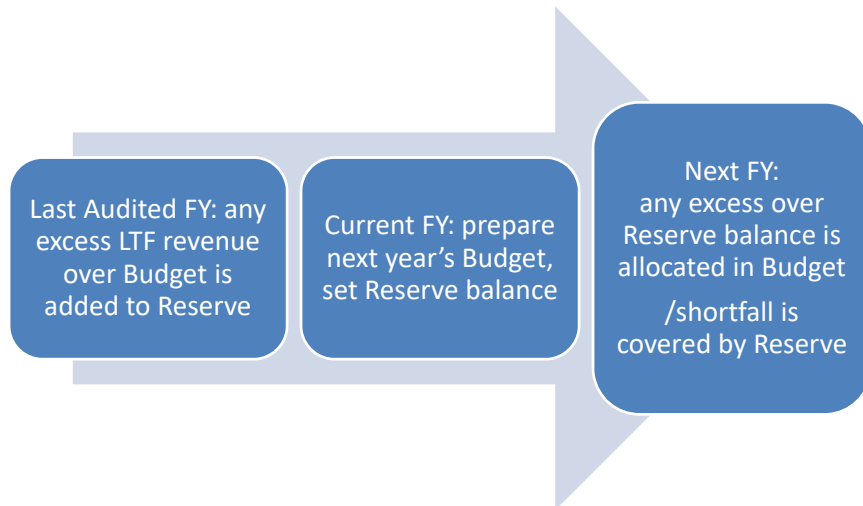 Last Audited FY: any
excess LTF revenue
over Budget is
added to Reserve
Current FY: prepare
next year’s Budget,
set Reserve balance
Next FY:
any excess over
Reserve balance is
allocated in Budget
/shortfall is
covered by Reserve